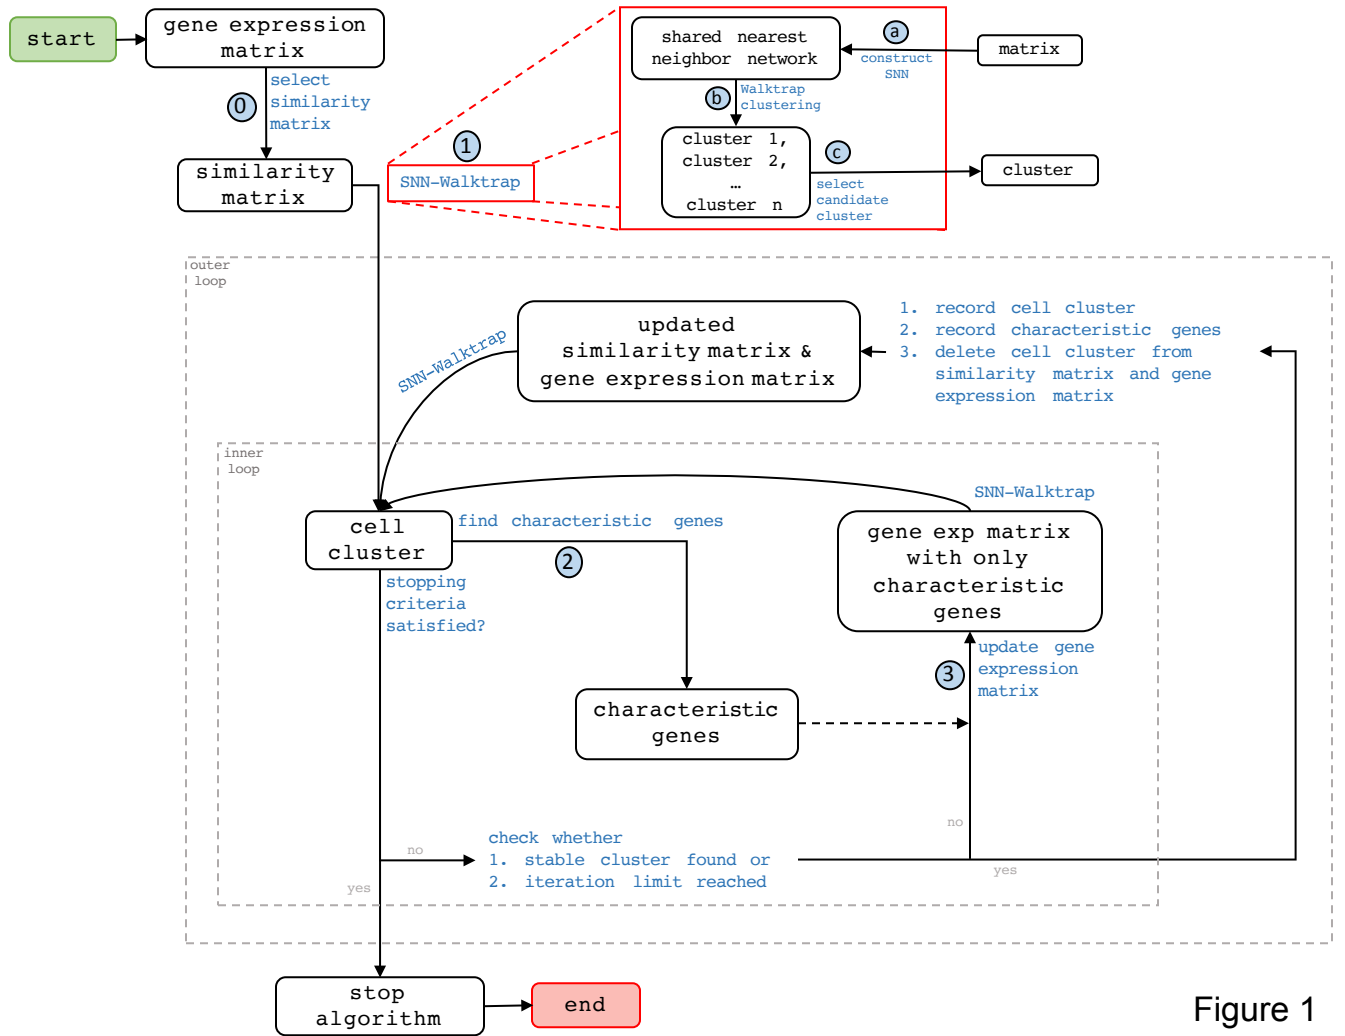 start
gene expression
matrix
0
select
similarity
matrix
similarity
matrix
1
SNN-Walktrap
shared nearest
neighbor network
a
construct
SNN
matrix
b
Walktrap
clustering
cluster 1,
cluster 2,
…
cluster n
c
select
candidate
cluster
cluster
outer
loop
updated
similarity matrix &
gene expression matrix
1. record cell cluster
2. record characteristic genes
3. delete cell cluster from
similarity matrix and gene
expression matrix
SNN-Walktrap
inner
loop
SNN-Walktrap
cell
cluster
find characteristic genes
2
gene exp matrix
with only
characteristic
genes
stopping
criteria
satisfied?
3
update gene
expression
matrix
characteristic
genes
no
check whether
1. stable cluster found or
2. iteration limit reached
no
yes
yes
stop
algorithm
end
Figure 1